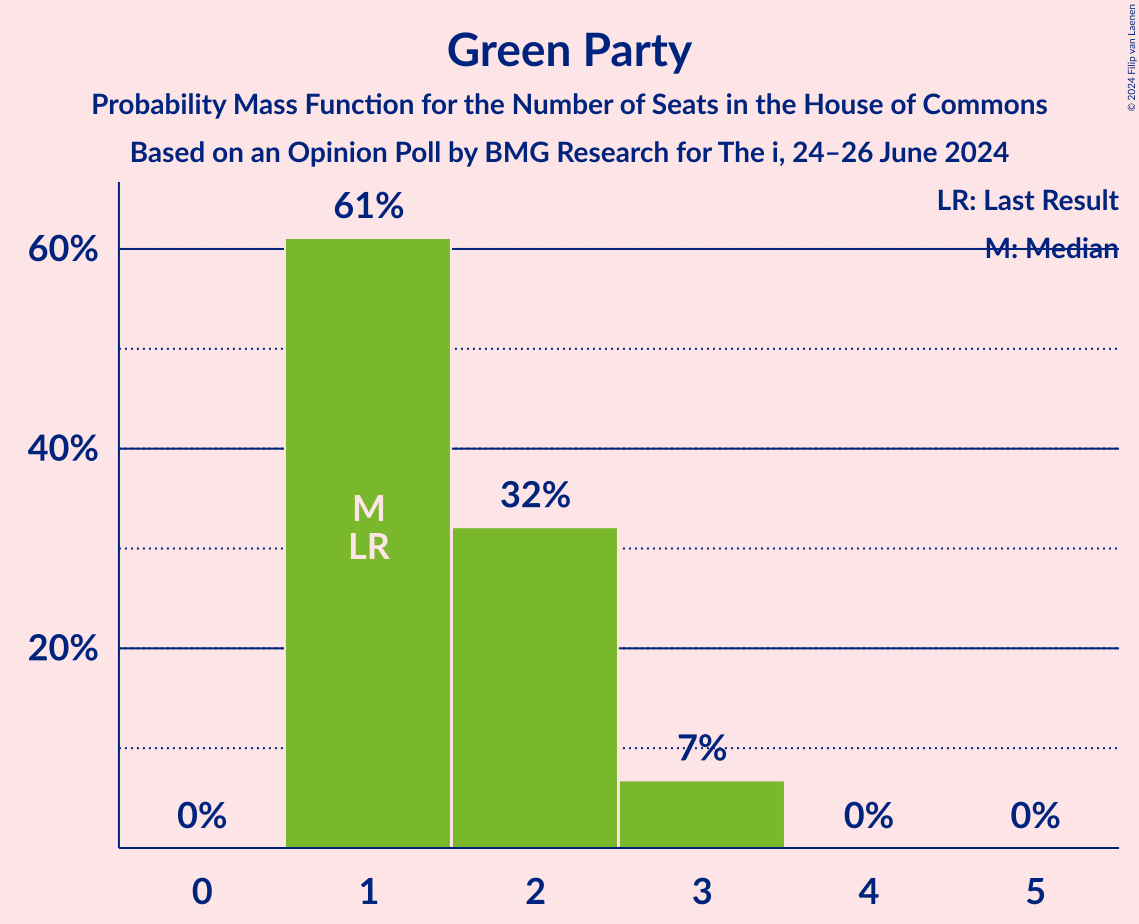 Green Party
Probability Mass Function for the Number of Seats in the House of Commons
Based on an Opinion Poll by BMG Research for The i, 24–26 June 2024
© 2024 Filip van Laenen
LR: Last Result
M: Median
60%
40%
20%
0%
61%
32%
7%
0%
0%
M
LR
0
1
2
3
4
5